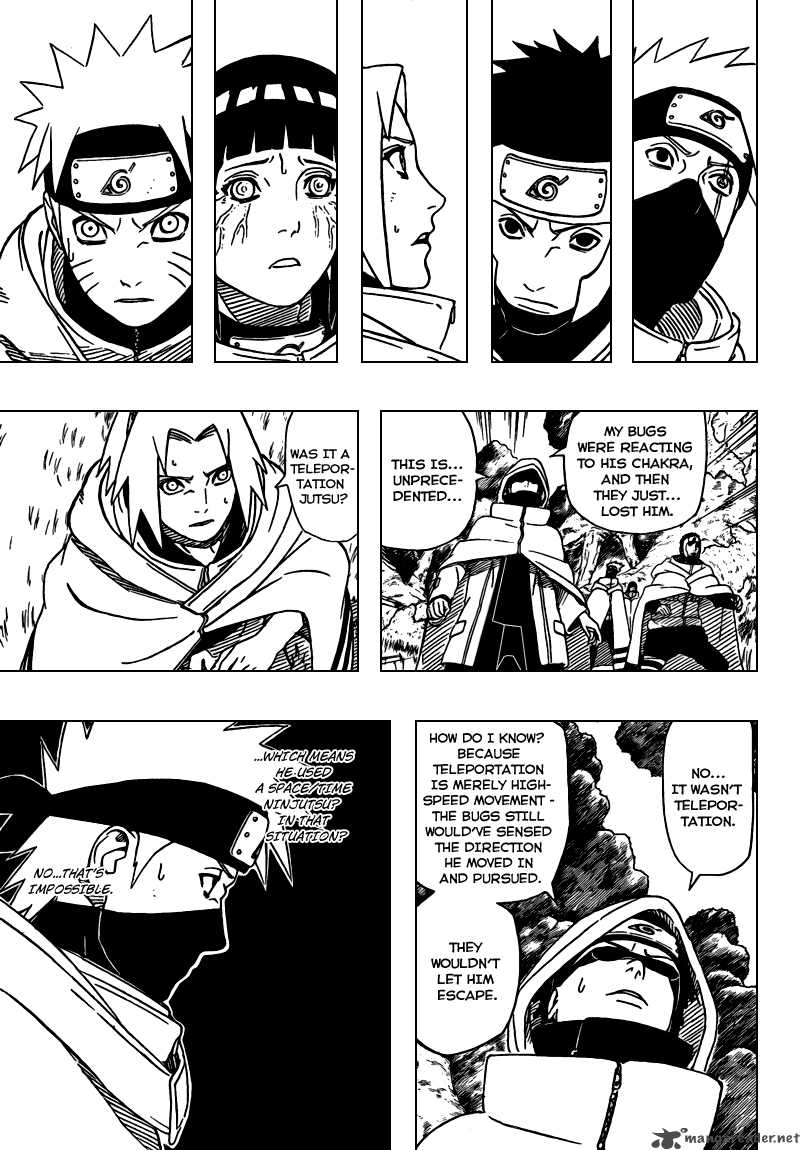 MY BUGS
WERE REACTING
TO HIS CHAKRA,
AND THEN
THEY JUST...
LOST HIM.
THIS IS...
UNPRECE-
DENTED...
WAS IT A
TELEPOR-
TATION
JUTSU?
NO...
IT WASN'T
TELEPOR-
TATION.
HOW DO I KNOW?
BECAUSE
TELEPORTATION
IS MERELY HIGH-
SPEED MOVEMENT -
THE BUGS STILL
WOULD'VE SENSED
THE DIRECTION
HE MOVED IN
AND PURSUED.
THEY
WOULDN'T
LET HIM
ESCAPE.
...WHICH MEANS
HE USED
A SPACE/TIME
NINJUTSU?
IN THAT
SITUATION?
NO...THAT'S
IMPOSSIBLE.
mangareader.net